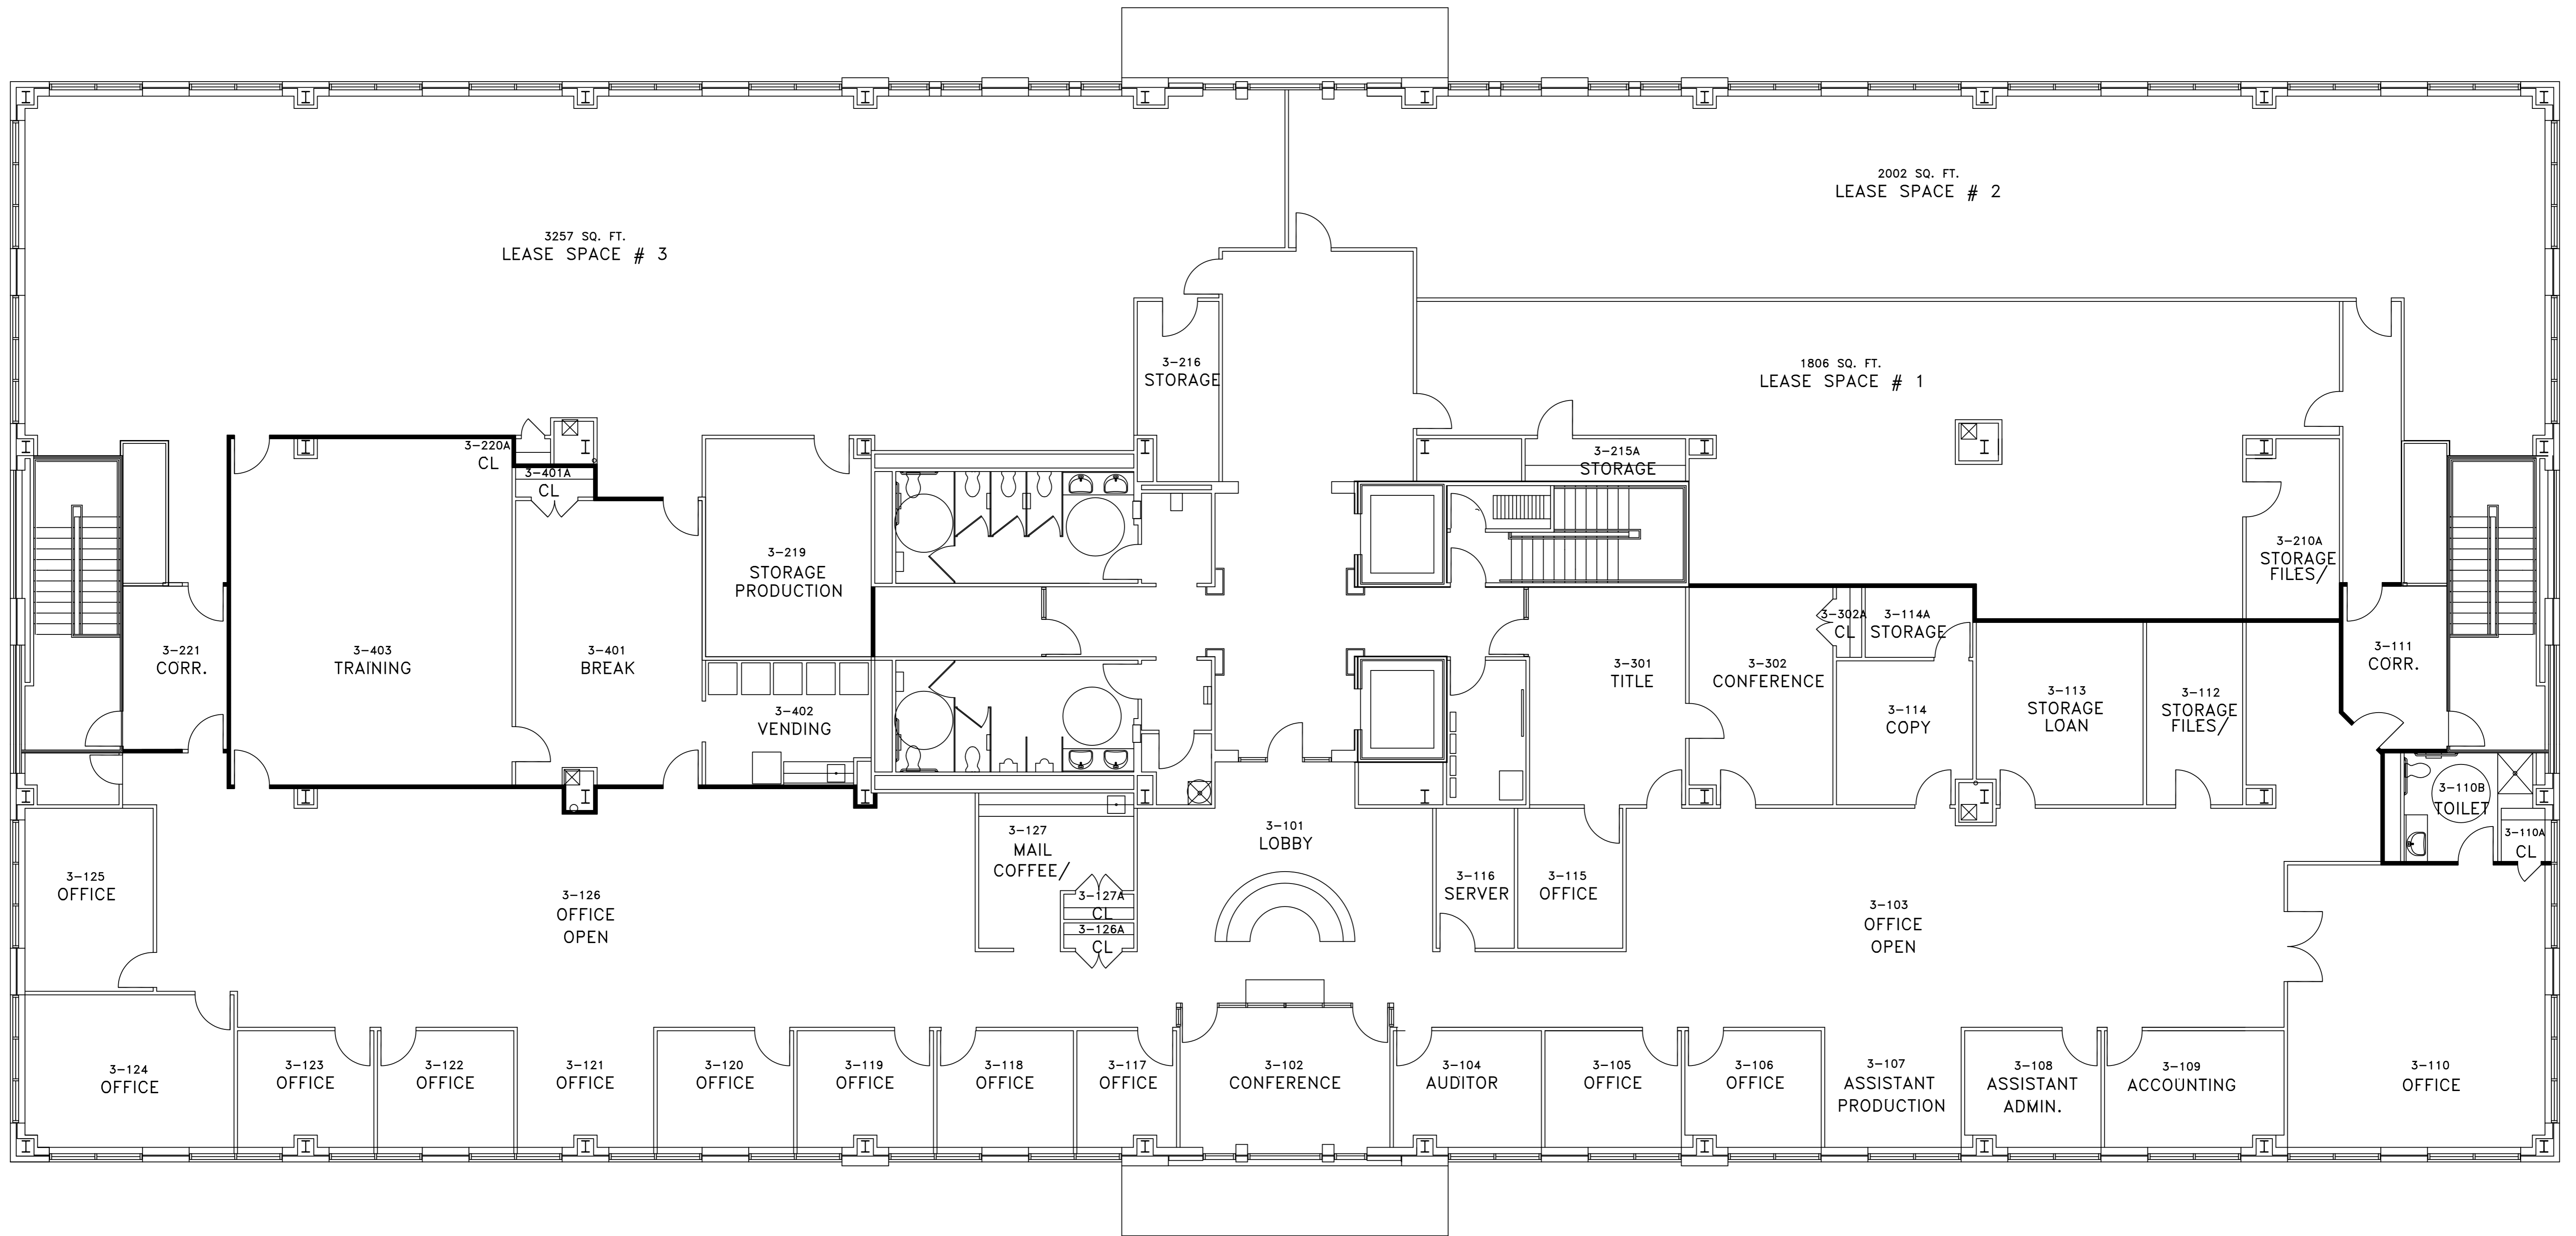 2002 SQ. FT.
LEASE SPACE # 2
3257 SQ. FT.
LEASE SPACE # 3
3-216
STORAGE
1806 SQ. FT.
LEASE SPACE # 1
3-220A
CL
3-401A
CL
3-215A
STORAGE
3-219
STORAGE
PRODUCTION
3-210A
STORAGE
FILES/
3-221
CORR.
3-403
TRAINING
3-401
BREAK
3-402
VENDING
3-301
TITLE
3-302
CONFERENCE
3-302A
CL
3-114A
STORAGE
3-114
COPY
3-113
STORAGE
LOAN
3-112
STORAGE
FILES/
3-111
CORR.
3-110B
TOILET
3-110A
CL
3-125
OFFICE
3-126
OFFICE
OPEN
3-127
MAIL
COFFEE/
3-127A
CL
3-126A
CL
3-101
LOBBY
3-116
SERVER
3-115
OFFICE
3-103
OFFICE
OPEN
3-124
OFFICE
3-123
OFFICE
3-122
OFFICE
3-121
OFFICE
3-120
OFFICE
3-119
OFFICE
3-118
OFFICE
3-117
OFFICE
3-102
CONFERENCE
3-104
AUDITOR
3-105
OFFICE
3-106
OFFICE
3-107
ASSISTANT
PRODUCTION
3-108
ASSISTANT
ADMIN.
3-109
ACCOUNTING
3-110
OFFICE